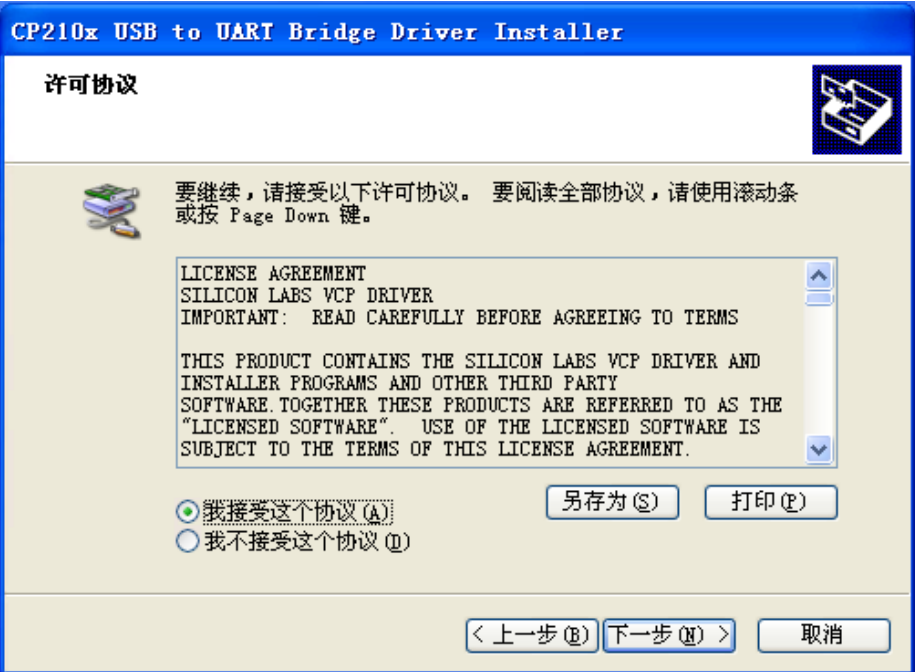 CP210x USB to UART Bridge Driver Installer
许可协议
要继续，请接受以下许可协议。 要阅读全部协议，请使用滚动条
或按 Page Down 键。
LICENSE AGREEMENT
SILICON LABS VCP DRIVER
IMPORTANT:  READ CAREFULLY BEFORE AGREEING TO TERMS
THIS PRODUCT CONTAINS THE SILICON LABS VCP DRIVER AND
INSTALLER PROGRAMS AND OTHER THIRD PARTY
SOFTWARE.TOGETHER THESE PRODUCTS ARE REFERRED TO AS THE
"LICENSED SOFTWARE".  USE OF THE LICENSED SOFTWARE IS
SUBJECT TO THE TERMS OF THIS LICENSE AGREEMENT.
我接受这个协议(A)
另存为(S)
打印(P)
我不接受这个协议(D)
< 上一步(B)
下一步(N) >
取消